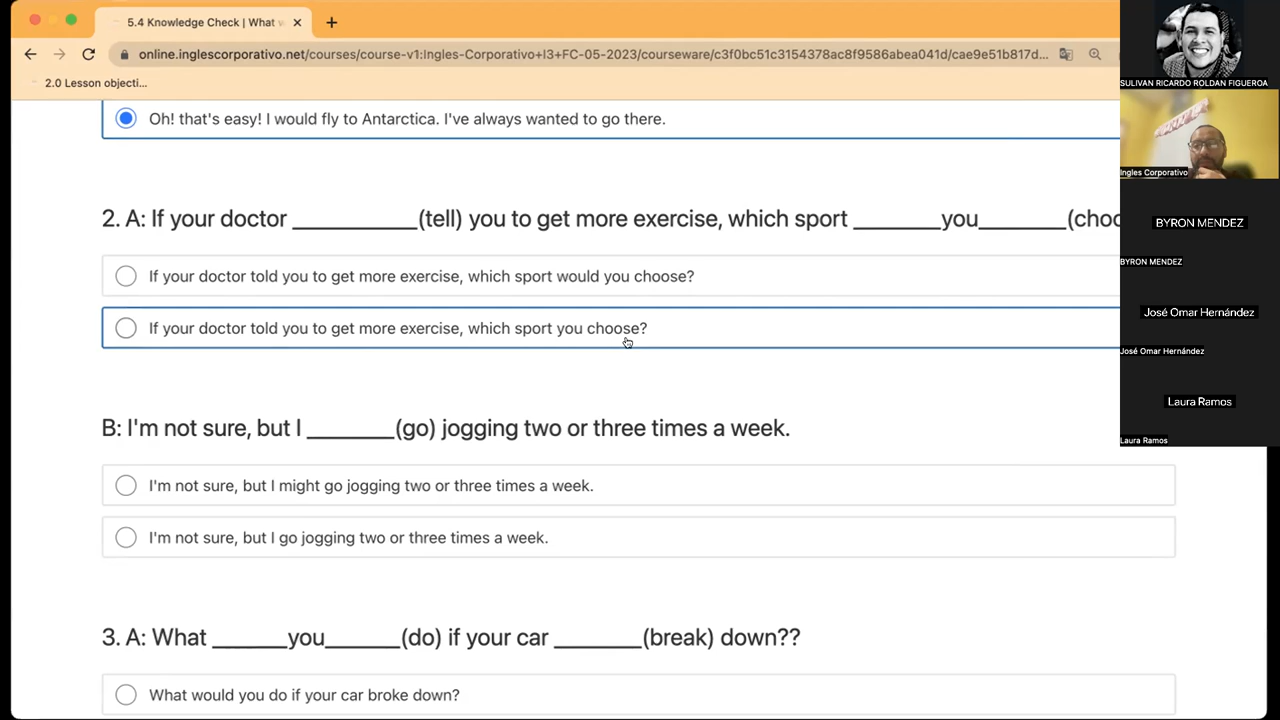 5.4 Knowledge Check | What w
online.inglescorporativo.net/courses/course-v1:Ingles-Corporativo+I3+FC-05-2023/courseware/c3f0bc51c3154378ac8f9586abea041d/cae9e51b817d...
2.0 Lesson objecti...
Oh! that's easy! I would fly to Antarctica. I've always wanted to go there.
2. A: If your doctor __________(tell) you to get more exercise, which sport _______you_______(choo
If your doctor told you to get more exercise, which sport would you choose?
If your doctor told you to get more exercise, which sport you choose?
B: I'm not sure, but I _______(go) jogging two or three times a week.
I'm not sure, but I might go jogging two or three times a week.
I'm not sure, but I go jogging two or three times a week.
3. A: What ______you______(do) if your car _______(break) down??
What would you do if your car broke down?
SULIVAN RICARDO ROLDAN FIGUEROA
Ingles Corporativo
BYRON MENDEZ
BYRON MENDEZ
José Omar Hernández
José Omar Hernández
Laura Ramos
Laura Ramos